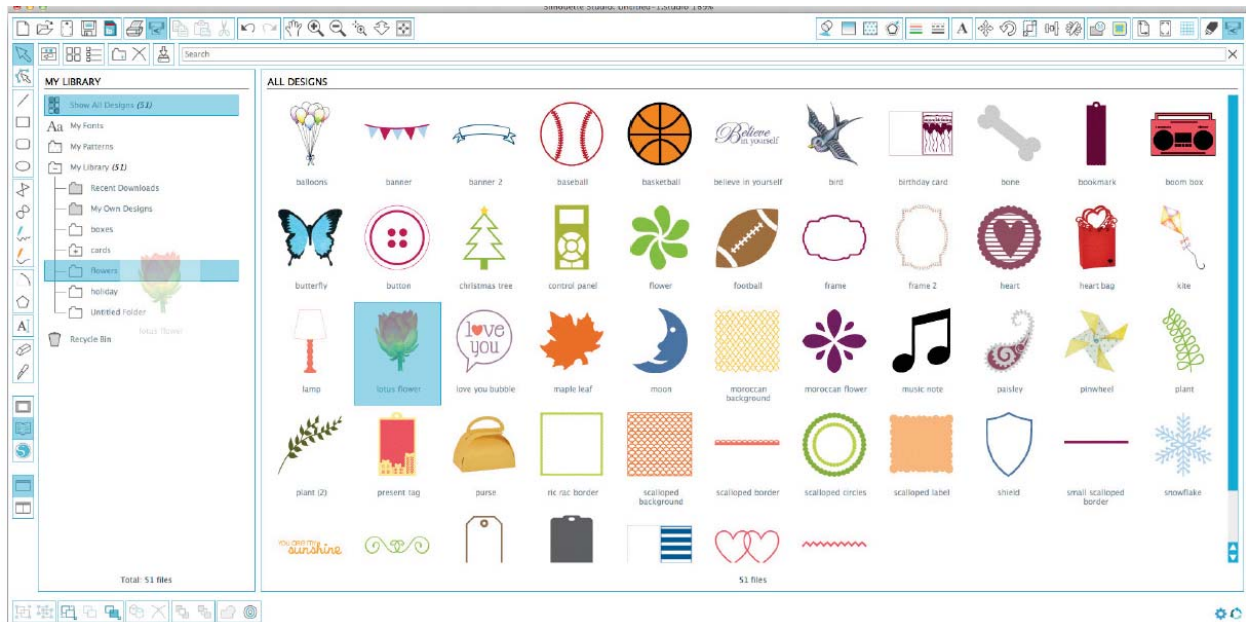 Silhouette Studio: Untitled-1.studio 189%
Search
MY LIBRARY
Show All Designs (51)
Aa My Fonts
My Patterns
My Library (51)
Recent Downloads
My Own Designs
boxes
cards
flowers
holiday
Untitled Folder
lotus flower
Recycle Bin
Total: 51 files
ALL DESIGNS
Believe
in yourself
balloons
banner
banner 2
baseball
basketball
believe in yourself
bird
birthday card
bone
bookmark
boom box
butterfly
button
christmas tree
control panel
flower
football
frame
frame 2
heart
heart bag
kite
love
you
lamp
lotus flower
love you bubble
maple leaf
moon
moroccan
background
moroccan flower
music note
paisley
pinwheel
plant
plant (2)
present tag
purse
ric rac border
scalloped
background
scalloped border
scalloped circles
scalloped label
shield
small scalloped
border
snowflake
you are my
sunshine
51 files